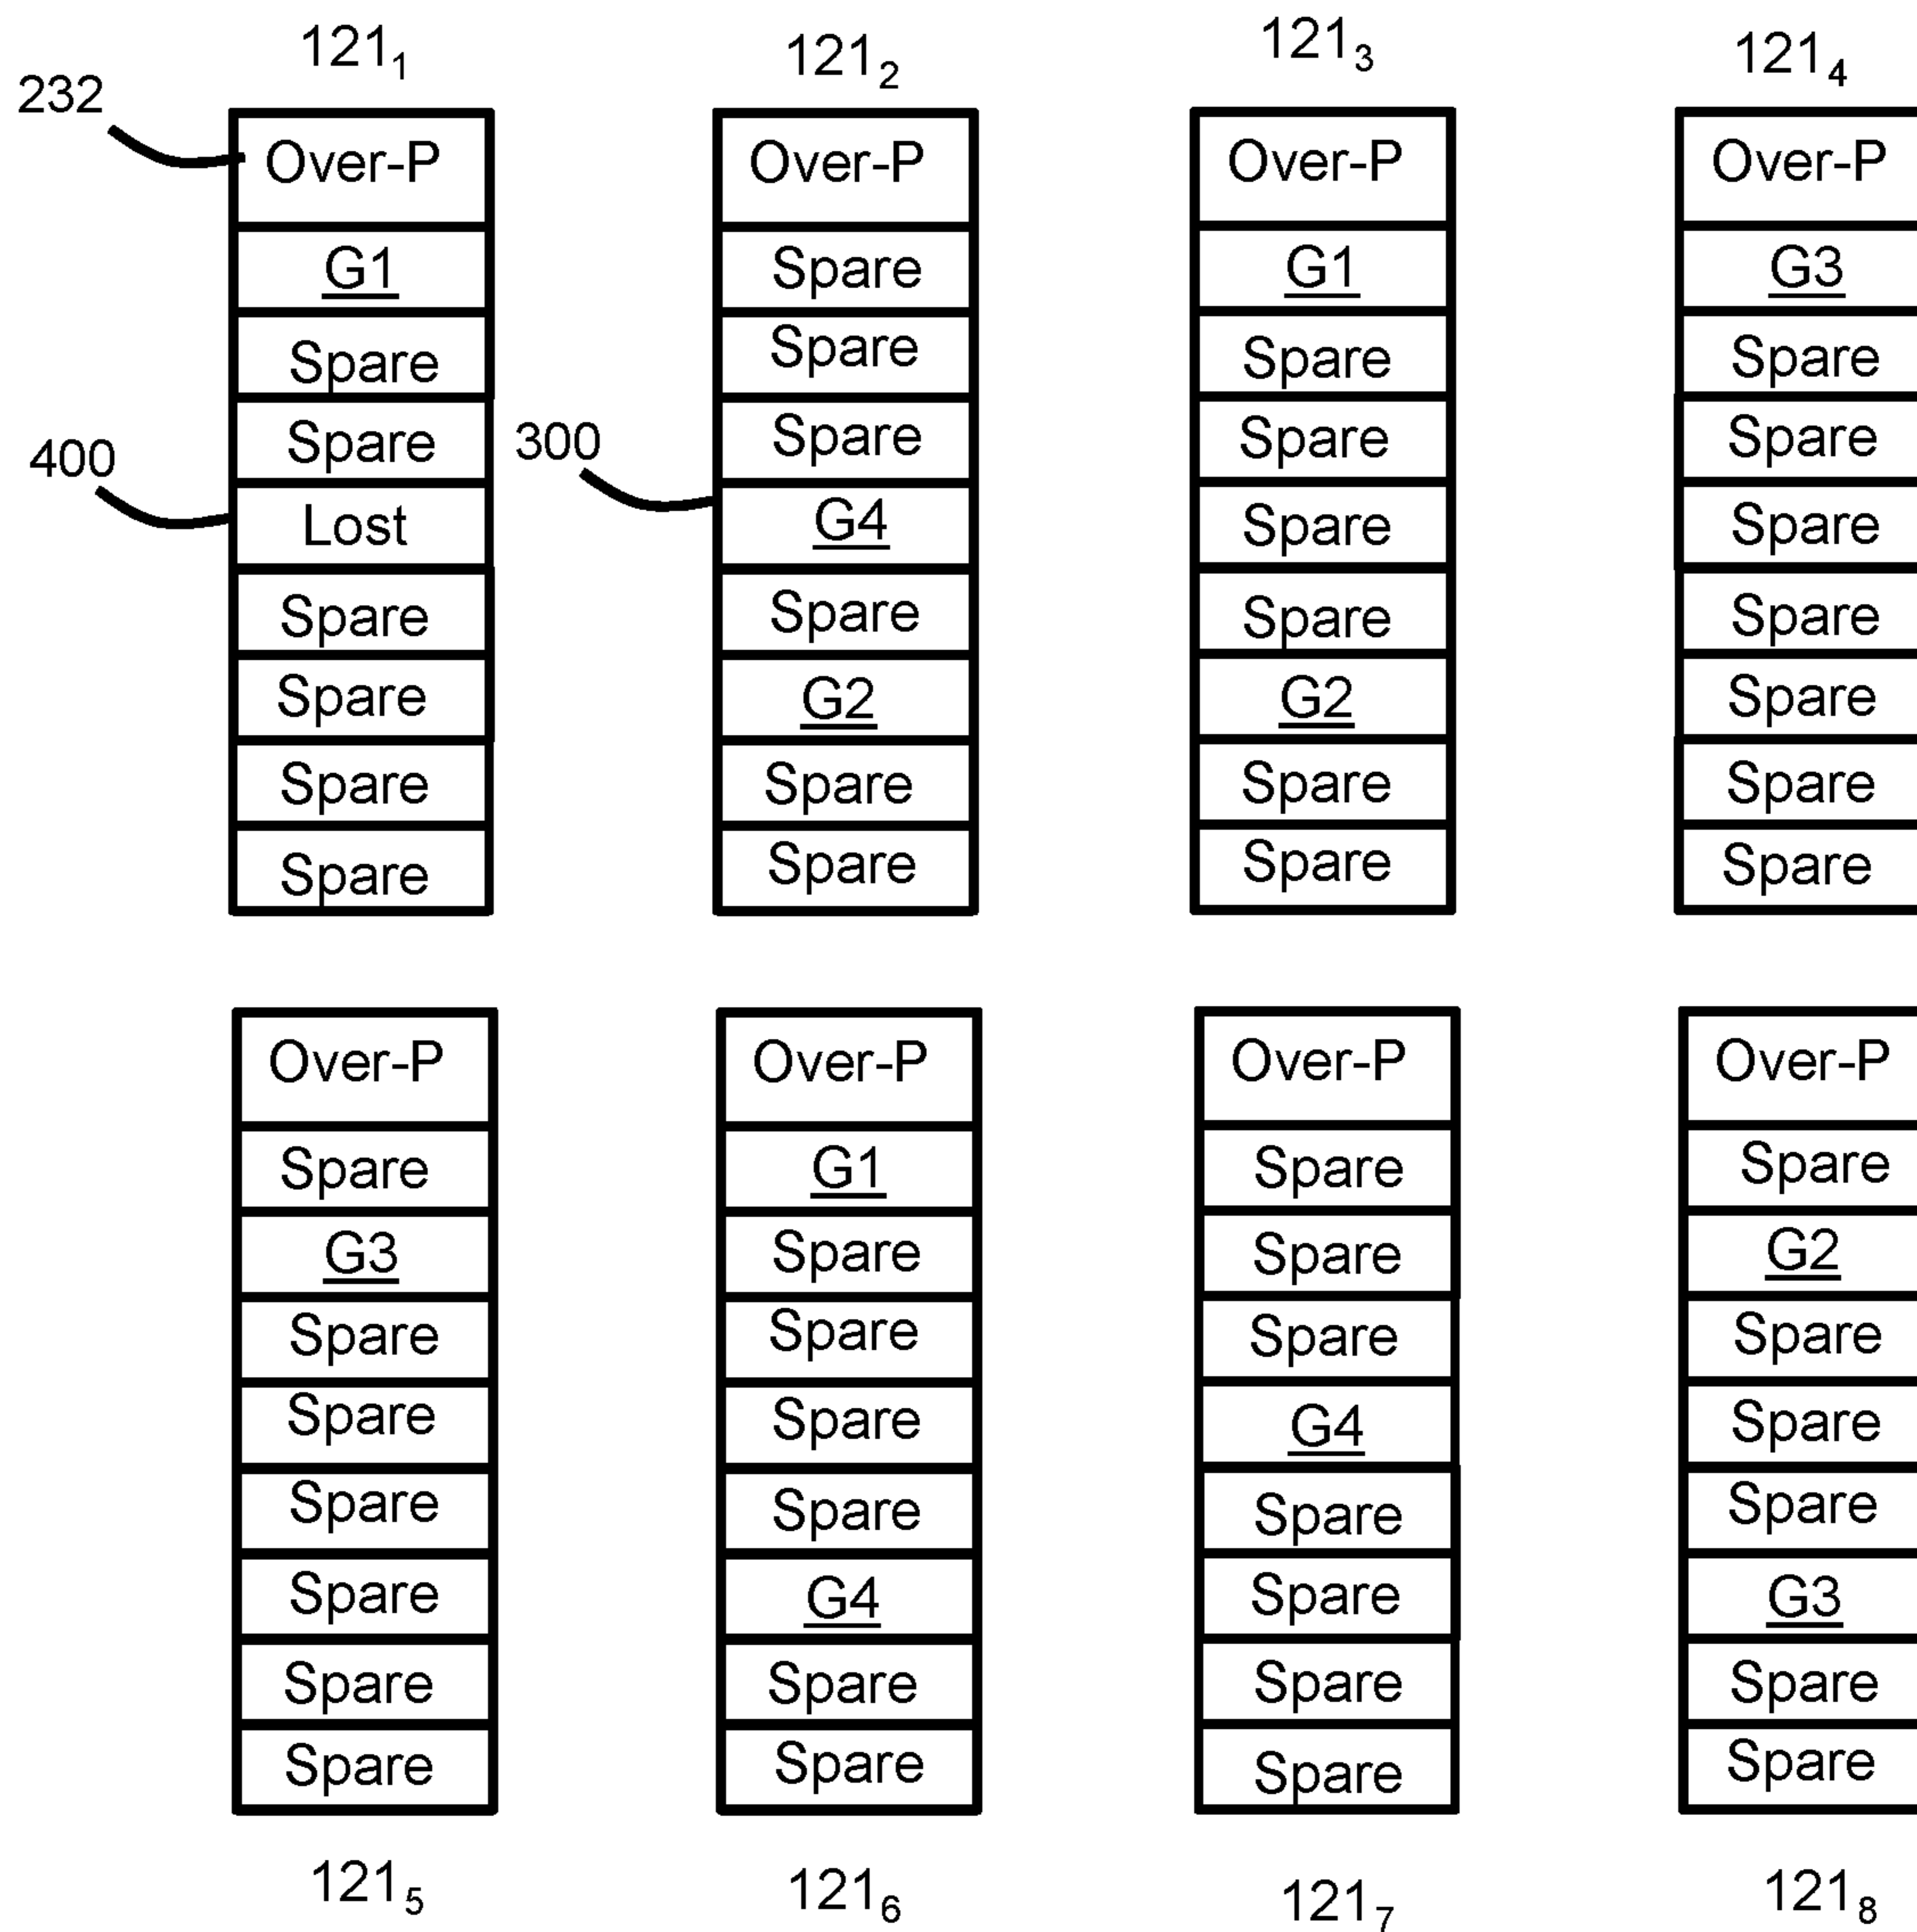 121₁ 121₂ 121₃ 121₄
232
Over-P Over-P Over-P Over-P
G1 Spare G1 G3
Spare Spare Spare Spare
Spare Spare Spare Spare
400 300
Lost G4 Spare Spare
Spare Spare Spare Spare
Spare G2 G2 Spare
Spare Spare Spare Spare
Spare Spare Spare Spare
Over-P Over-P Over-P Over-P
Spare G1 Spare Spare
G3 Spare Spare G2
Spare Spare Spare Spare
Spare Spare G4 Spare
Spare Spare Spare Spare
Spare G4 Spare G3
Spare Spare Spare Spare
Spare Spare Spare Spare
121₅ 121₆ 121₇ 121₈